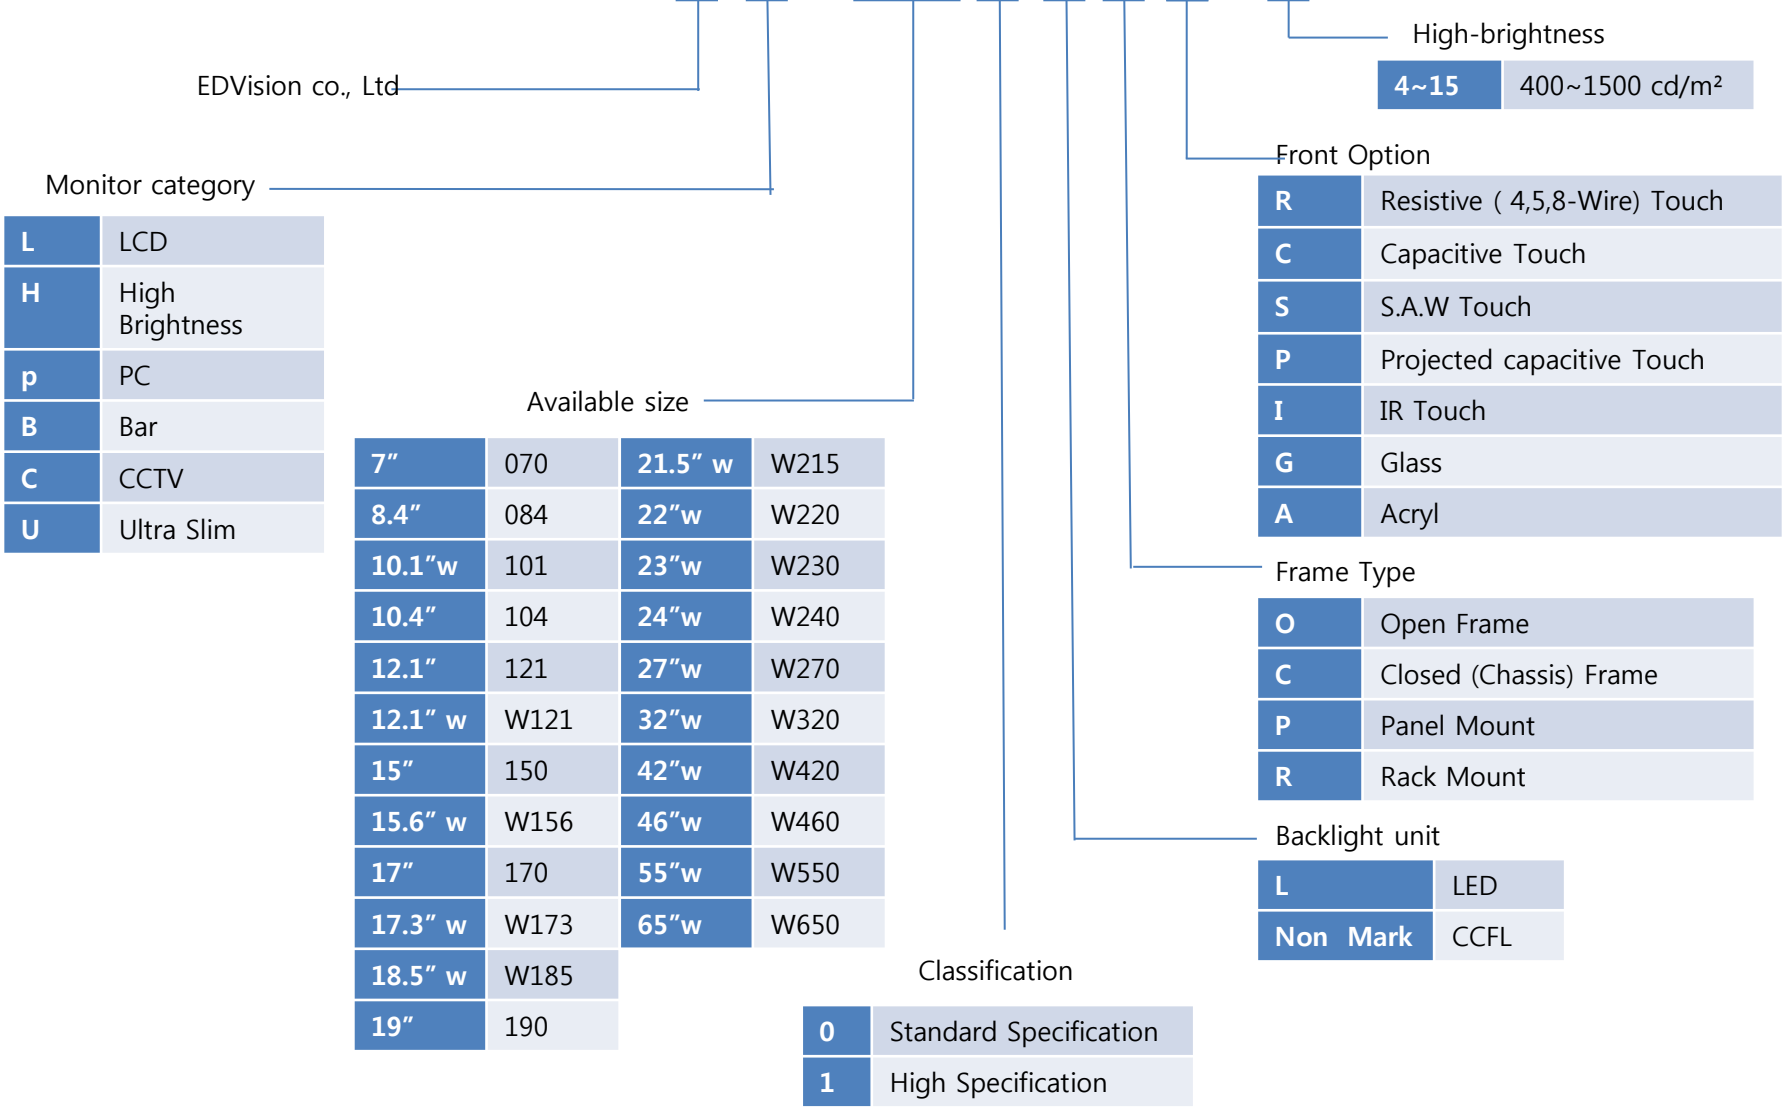 High-brightness
4~15 400~1500 cd/m²
EDVision co., Ltd
Front Option
R Resistive ( 4,5,8-Wire) Touch
C Capacitive Touch
S S.A.W Touch
P Projected capacitive Touch
I IR Touch
G Glass
A Acryl
Monitor category
L LCD
H High
Brightness
p PC
B Bar
C CCTV
U Ultra Slim
Available size
7” 070 21.5” w W215
8.4” 084 22”w W220
10.1”w 101 23”w W230
10.4” 104 24”w W240
12.1” 121 27”w W270
12.1” w W121 32”w W320
15” 150 42”w W420
15.6” w W156 46”w W460
17” 170 55”w W550
17.3” w W173 65”w W650
18.5” w W185
19” 190
Frame Type
O Open Frame
C Closed (Chassis) Frame
P Panel Mount
R Rack Mount
Backlight unit
L LED
Non Mark CCFL
Classification
0 Standard Specification
1 High Specification